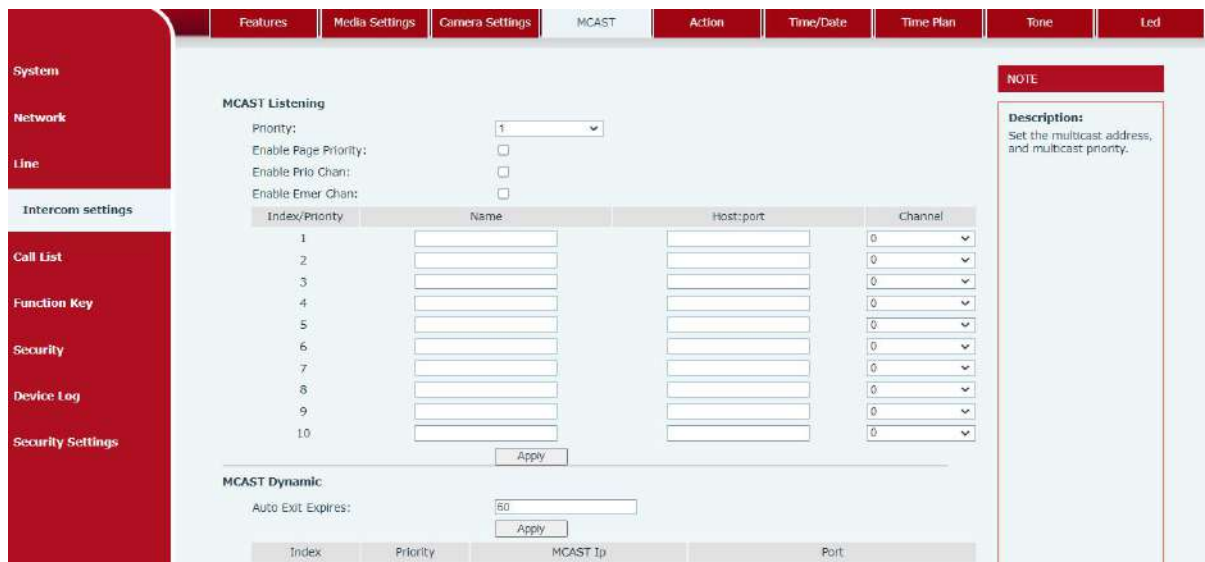 Features Media Settings Camera Settings MCAST Action Time/Date Time Plan Tone Led
System
Network
Line
Intercom settings
Call List
Function Key
Security
Device Log
Security Settings
MCAST Listening
Priority: 1
Enable Page Priority:
Enable Prio Chan:
Enable Emer Chan:
Index/Priority Name Host:port Channel
1 0
2 0
3 0
4 0
5 0
6 0
7 0
8 0
9 0
10 0
Apply
MCAST Dynamic
Auto Exit Expires: 60
Apply
Index Priority MCAST Ip Port
NOTE
Description:
Set the multicast address,
and multicast priority.